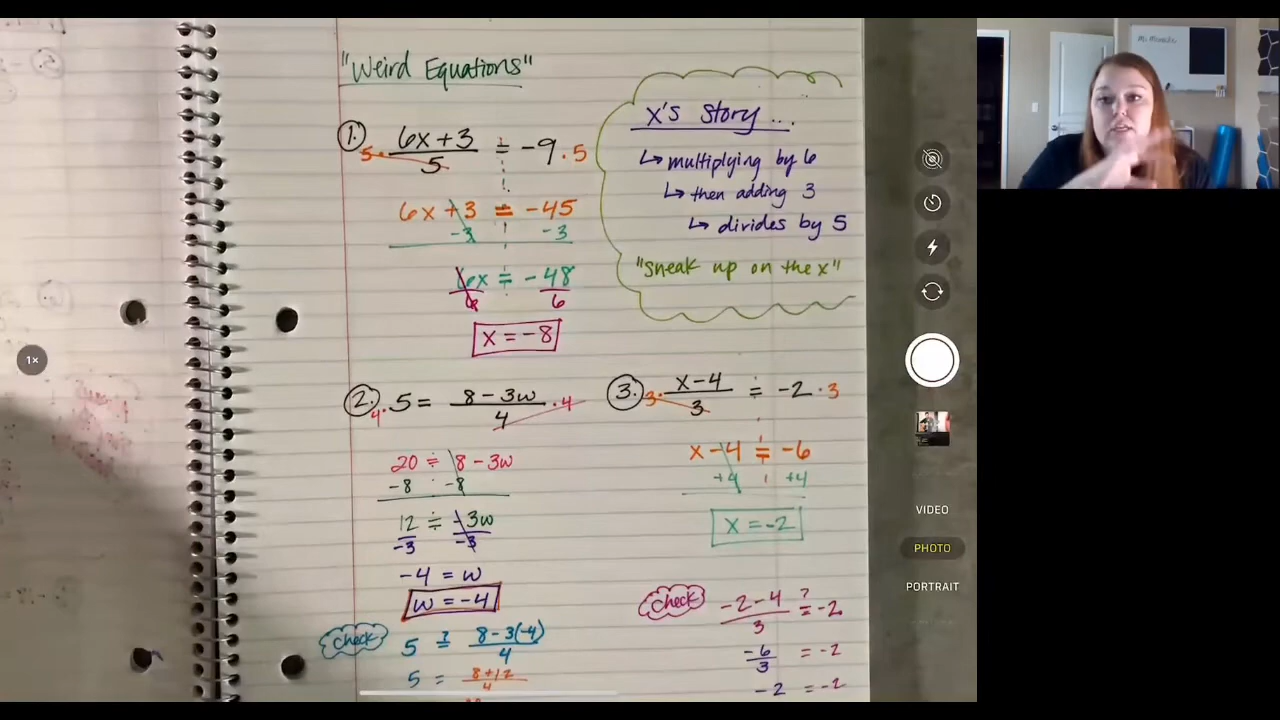 "Weird Equations"
1. 5· 6x + 3 / 5 = -9 · 5
6x + 3 = -45
-3 -3
6x = -48
6 6
x = -8
x's Story...
↳ multiplying by 6
↳ then adding 3
↳ divides by 5
"Sneak up on the x"
2. 4· 5 = 8 - 3w / 4 · 4
20 = 8 - 3w
-8 -8
12 = -3w
-3 -3
-4 = w
w = -4
check
5 ?= 8 - 3(-4) / 4
5 = 8 + 12 / 4
3. 3· x - 4 / 3 = -2 · 3
x - 4 = -6
+4 +4
x = -2
check
-2 - 4 / 3 ?= -2
-6 / 3 = -2
-2 = -2
1×
VIDEO
PHOTO
PORTRAIT